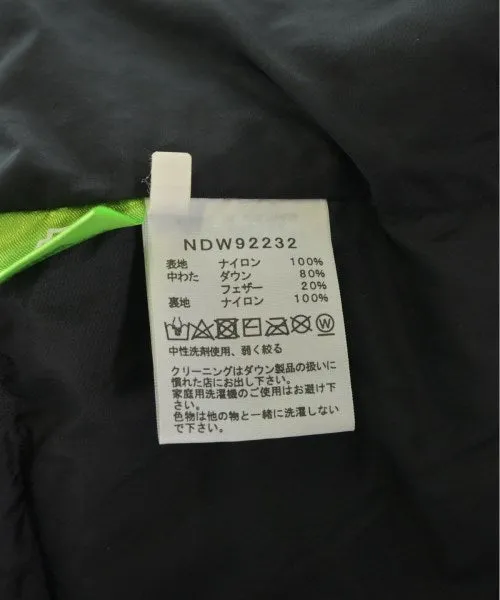 NDW92232
表地 ナイロン 100%
中わた ダウン 80%
フェザー 20%
裏地 ナイロン 100%
中性洗剤使用、弱く絞る
クリーニングはダウン製品の扱いに
慣れた店にお出し下さい。
家庭用洗濯機のご使用はお避け下
さい。
色物は他の物と一緒に洗濯しない
で下さい。